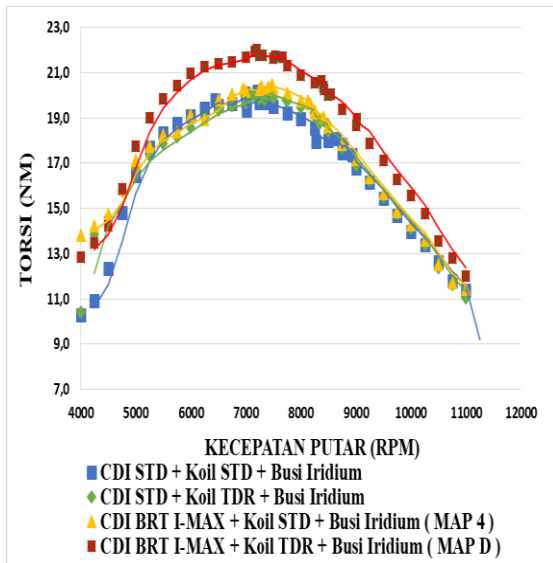 23,0
21,0
19,0
17,0
15,0
13,0
11,0
9,0
7,0
TORSI (NM)
4000 5000 6000 7000 8000 9000 10000 11000 12000
KECEPATAN PUTAR (RPM)
CDI STD + Koil STD + Busi Iridium
CDI STD + Koil TDR + Busi Iridium
CDI BRT I-MAX + Koil STD + Busi Iridium ( MAP 4 )
CDI BRT I-MAX + Koil TDR + Busi Iridium ( MAP D )